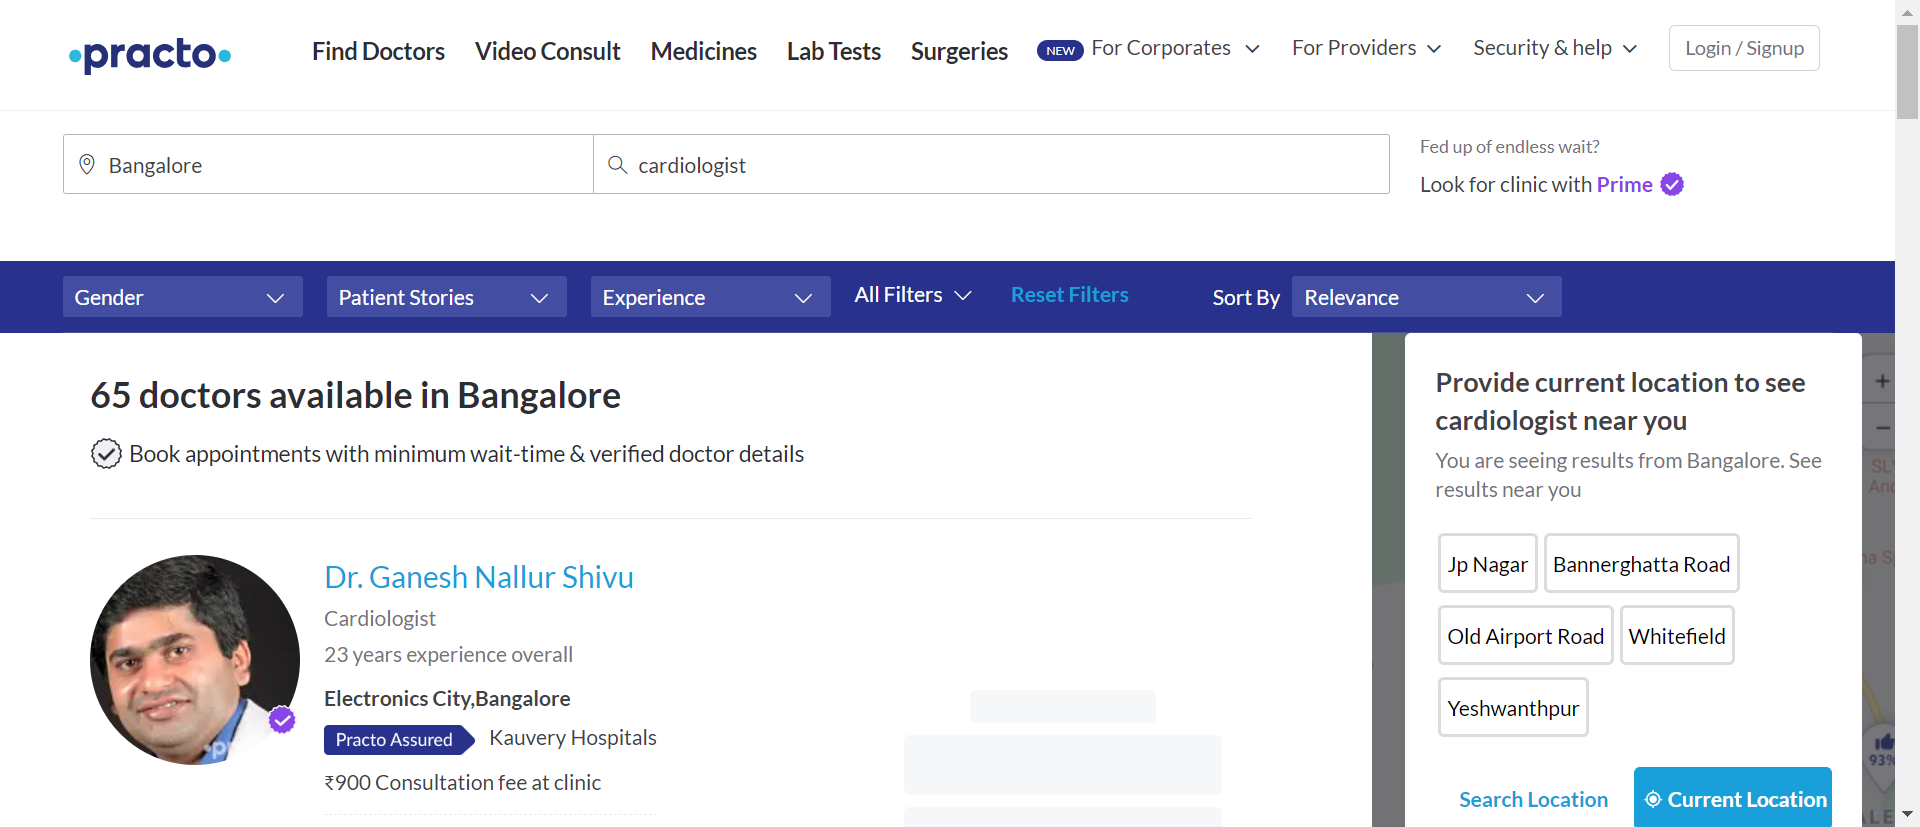 practo
Find Doctors
Video Consult
Medicines
Lab Tests
Surgeries
NEW For Corporates
For Providers
Security & help
Login / Signup
Bangalore
cardiologist
Fed up of endless wait?
Look for clinic with Prime
Gender
Patient Stories
Experience
All Filters
Reset Filters
Sort By
Relevance
65 doctors available in Bangalore
Book appointments with minimum wait-time & verified doctor details
Dr. Ganesh Nallur Shivu
Cardiologist
23 years experience overall
Electronics City,Bangalore
Practo Assured Kauvery Hospitals
₹900 Consultation fee at clinic
Provide current location to see
cardiologist near you
You are seeing results from Bangalore. See
results near you
Jp Nagar
Bannerghatta Road
Old Airport Road
Whitefield
Yeshwanthpur
Search Location
Current Location
+
−
93%